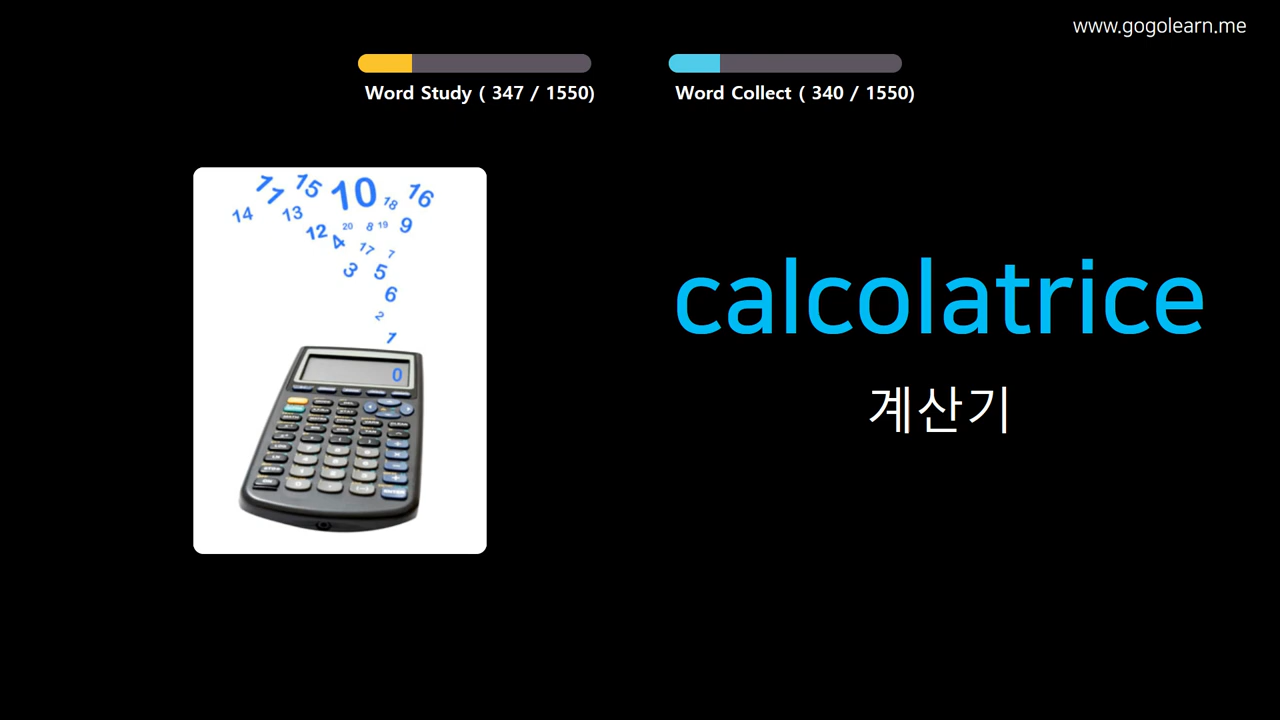 www.gogolearn.me
Word Study ( 347 / 1550)
Word Collect ( 340 / 1550)
11 15 10 18 16
14 13 12 20 8 19 9
4 17 7
3 5
6
2
1
0
calcolatrice
계산기